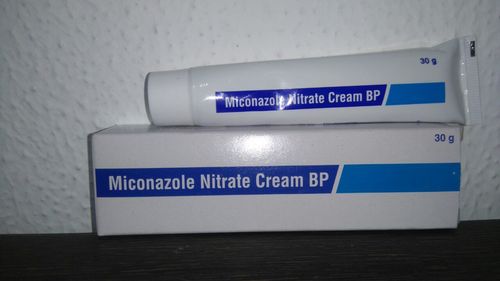 30 g
Miconazole Nitrate Cream BP
30 g
Miconazole Nitrate Cream BP